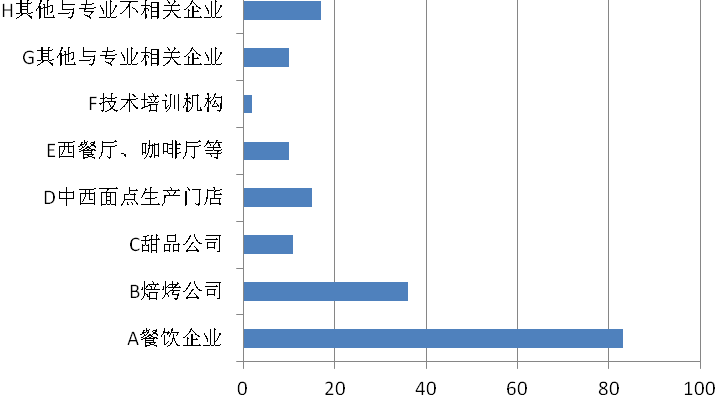 H其他与专业不相关企业
G其他与专业相关企业
F技术培训机构
E西餐厅、咖啡厅等
D中西面点生产门店
C甜品公司
B焙烤公司
A餐饮企业
0 20 40 60 80 100